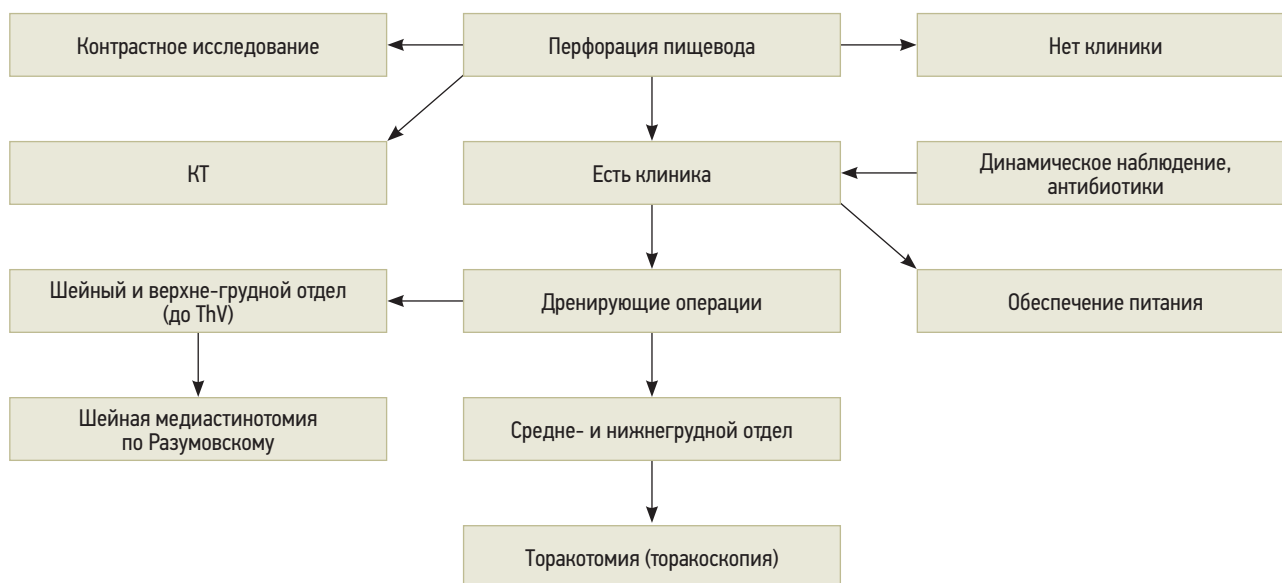 Контрастное исследование
Перфорация пищевода
Нет клиники
КТ
Есть клиника
Динамическое наблюдение,
антибиотики
Шейный и верхне-грудной отдел
(до ThV)
Дренирующие операции
Обеспечение питания
Шейная медиастинотомия
по Разумовскому
Средне- и нижнегрудной отдел
Торакотомия (торакоскопия)